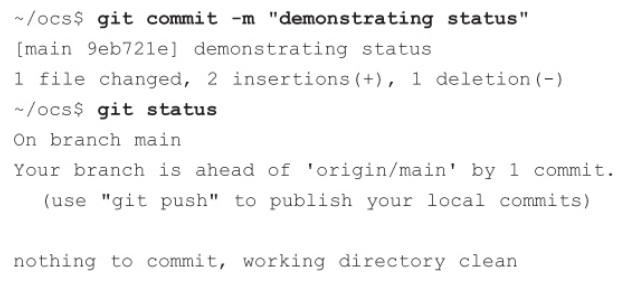 ~/ocs$ git commit -m "demonstrating status"
[main 9eb721e] demonstrating status
1 file changed, 2 insertions(+), 1 deletion(-)
~/ocs$ git status
On branch main
Your branch is ahead of 'origin/main' by 1 commit.
(use "git push" to publish your local commits)
nothing to commit, working directory clean